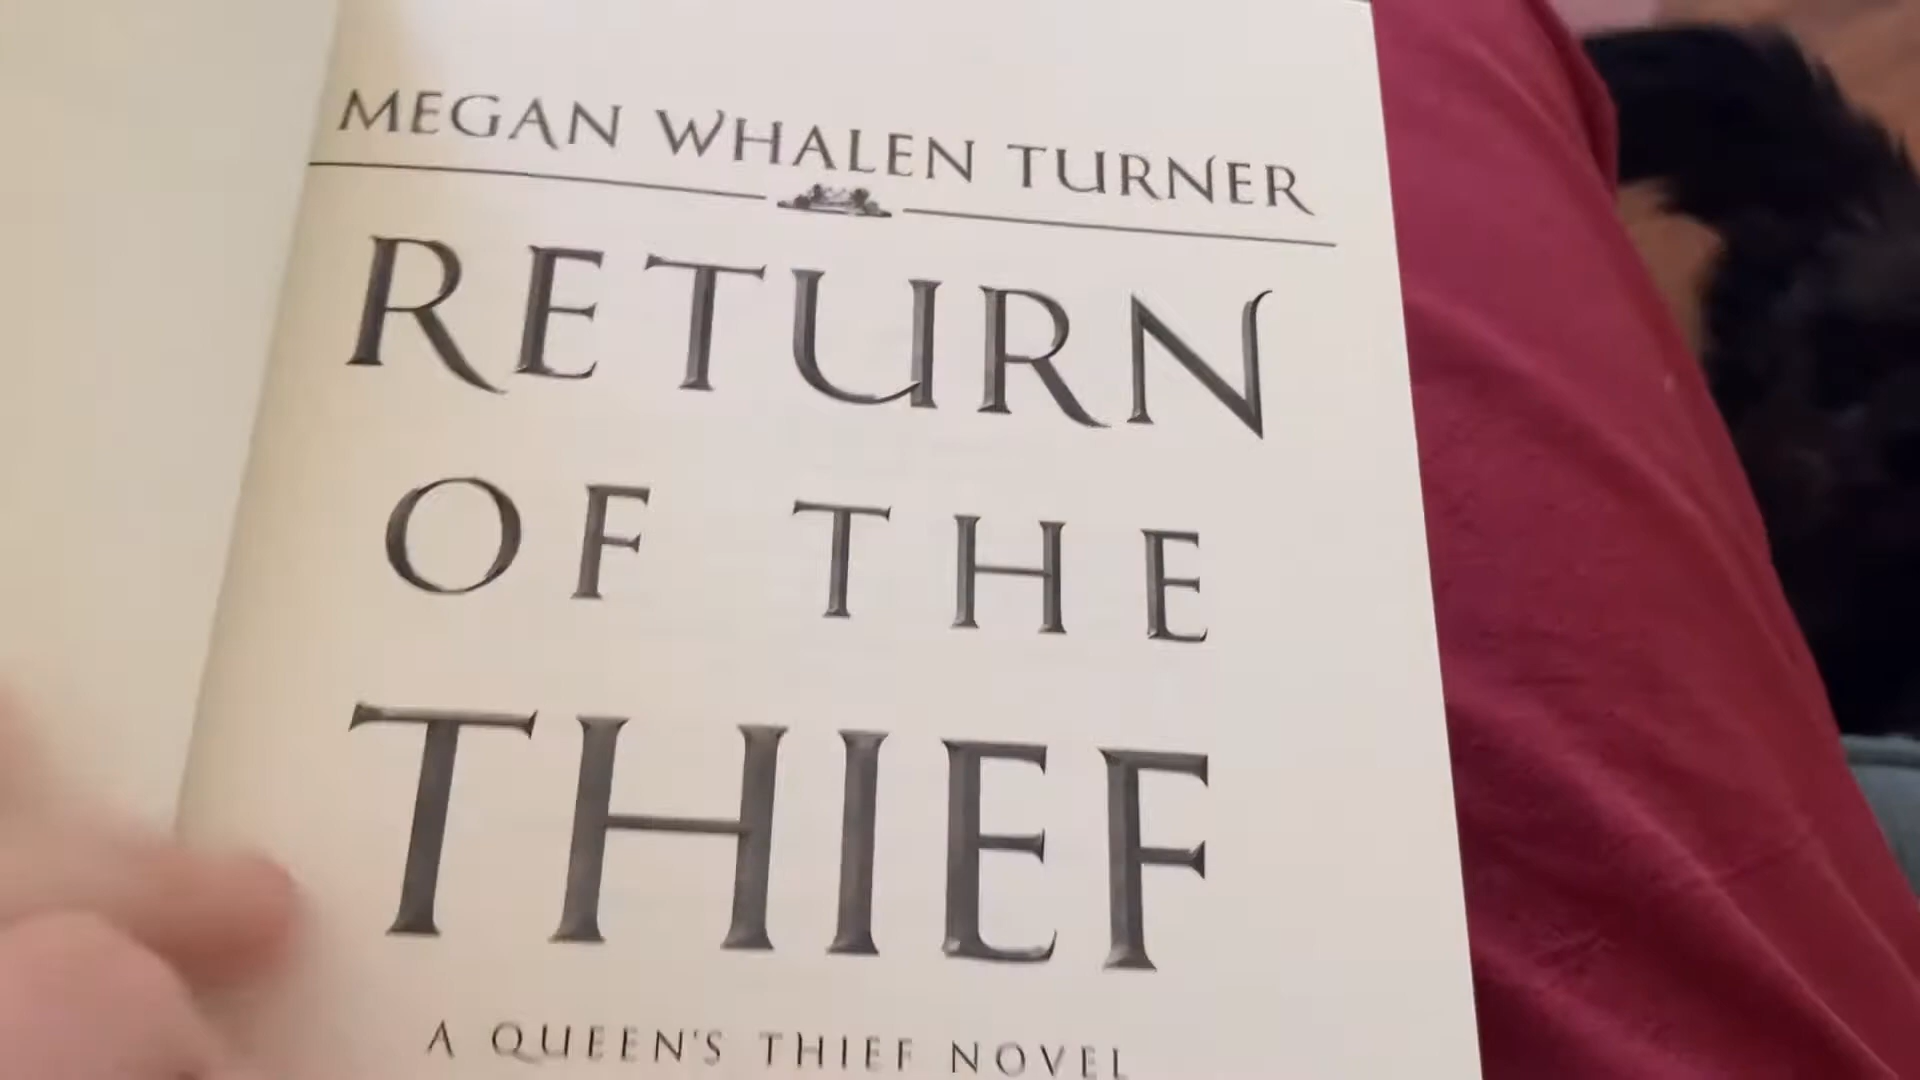 MEGAN WHALEN TURNER
RETURN
OF THE
THIEF
A QUEEN'S THIEF NOVEL